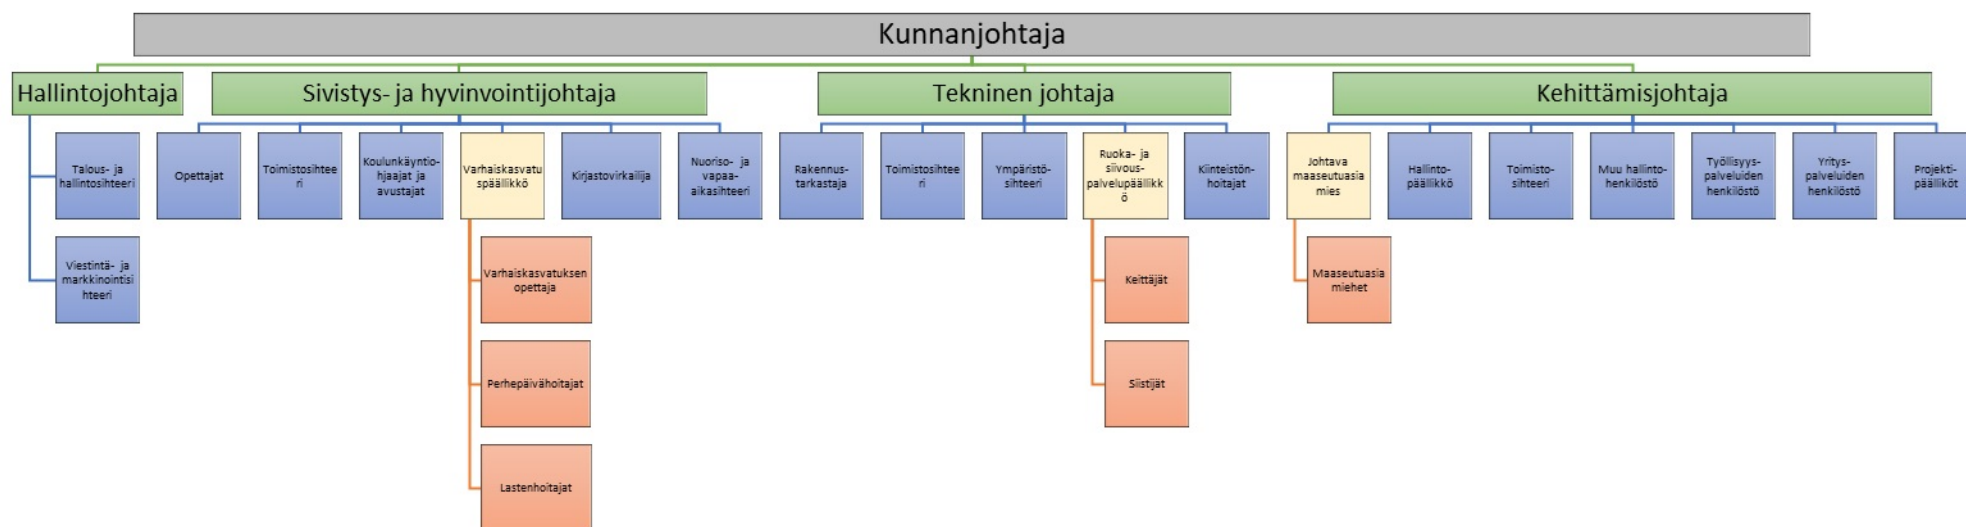 Kunnanjohtaja
Hallintojohtaja
Sivistys- ja hyvinvointijohtaja
Tekninen johtaja
Kehittämisjohtaja
Talous- ja
hallintosihteeri
Opettajat
Toimistosihtee
ri
Koulunkäyntio-
hjaajat ja
avustajat
Varhaiskasvatu
späällikkö
Kirjastovirkailija
Nuoriso- ja
vapaa-
aikasihteeri
Rakennus-
tarkastaja
Toimistosihtee
ri
Ympäristö-
sihteeri
Ruoka- ja
siivous-
palvelupäällikk
ö
Kiinteistön-
hoitajat
Johtava
maaseutuasia
mies
Hallinto-
päällikkö
Toimisto-
sihteeri
Muu hallinto-
henkilöstö
Työllisyys-
palveluiden
henkilöstö
Yritys-
palveluiden
henkilöstö
Projekti-
päälliköt
Viestintä- ja
markkinointisi
hteeri
Varhaiskasvatuksen
opettaja
Keittäjät
Maaseutuasia
miehet
Perhepäivähoitajat
Siistijät
Lastenhoitajat